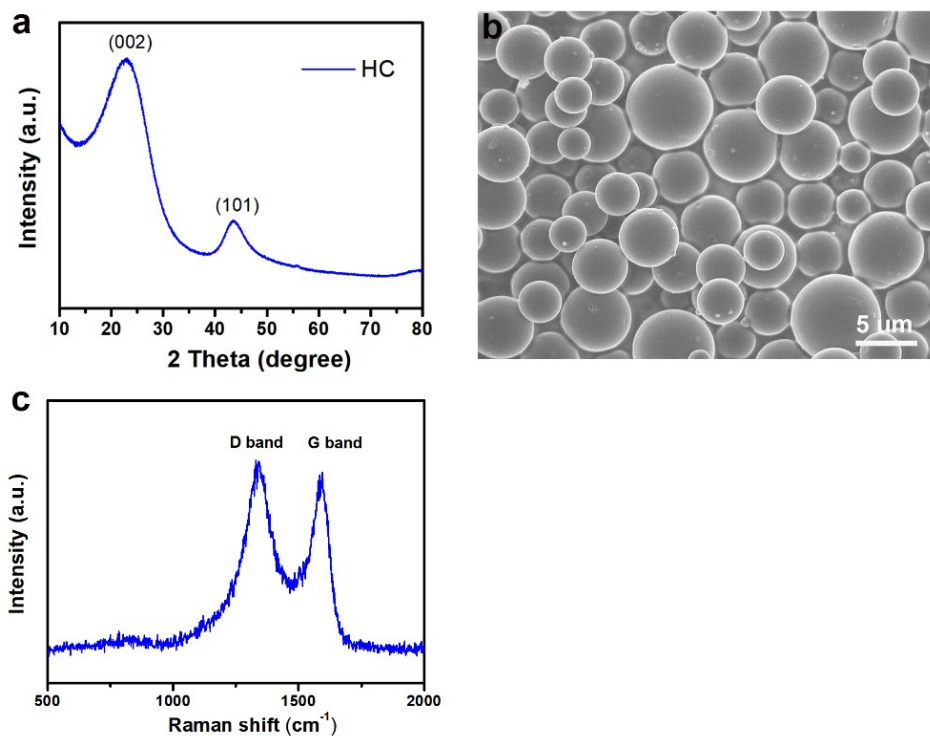 a
(002)
HC
(101)
Intensity (a.u.)
10 20 30 40 50 60 70 80
2 Theta (degree)
b
5 um
c
D band G band
Intensity (a.u.)
500 1000 1500 2000
Raman shift (cm⁻¹)